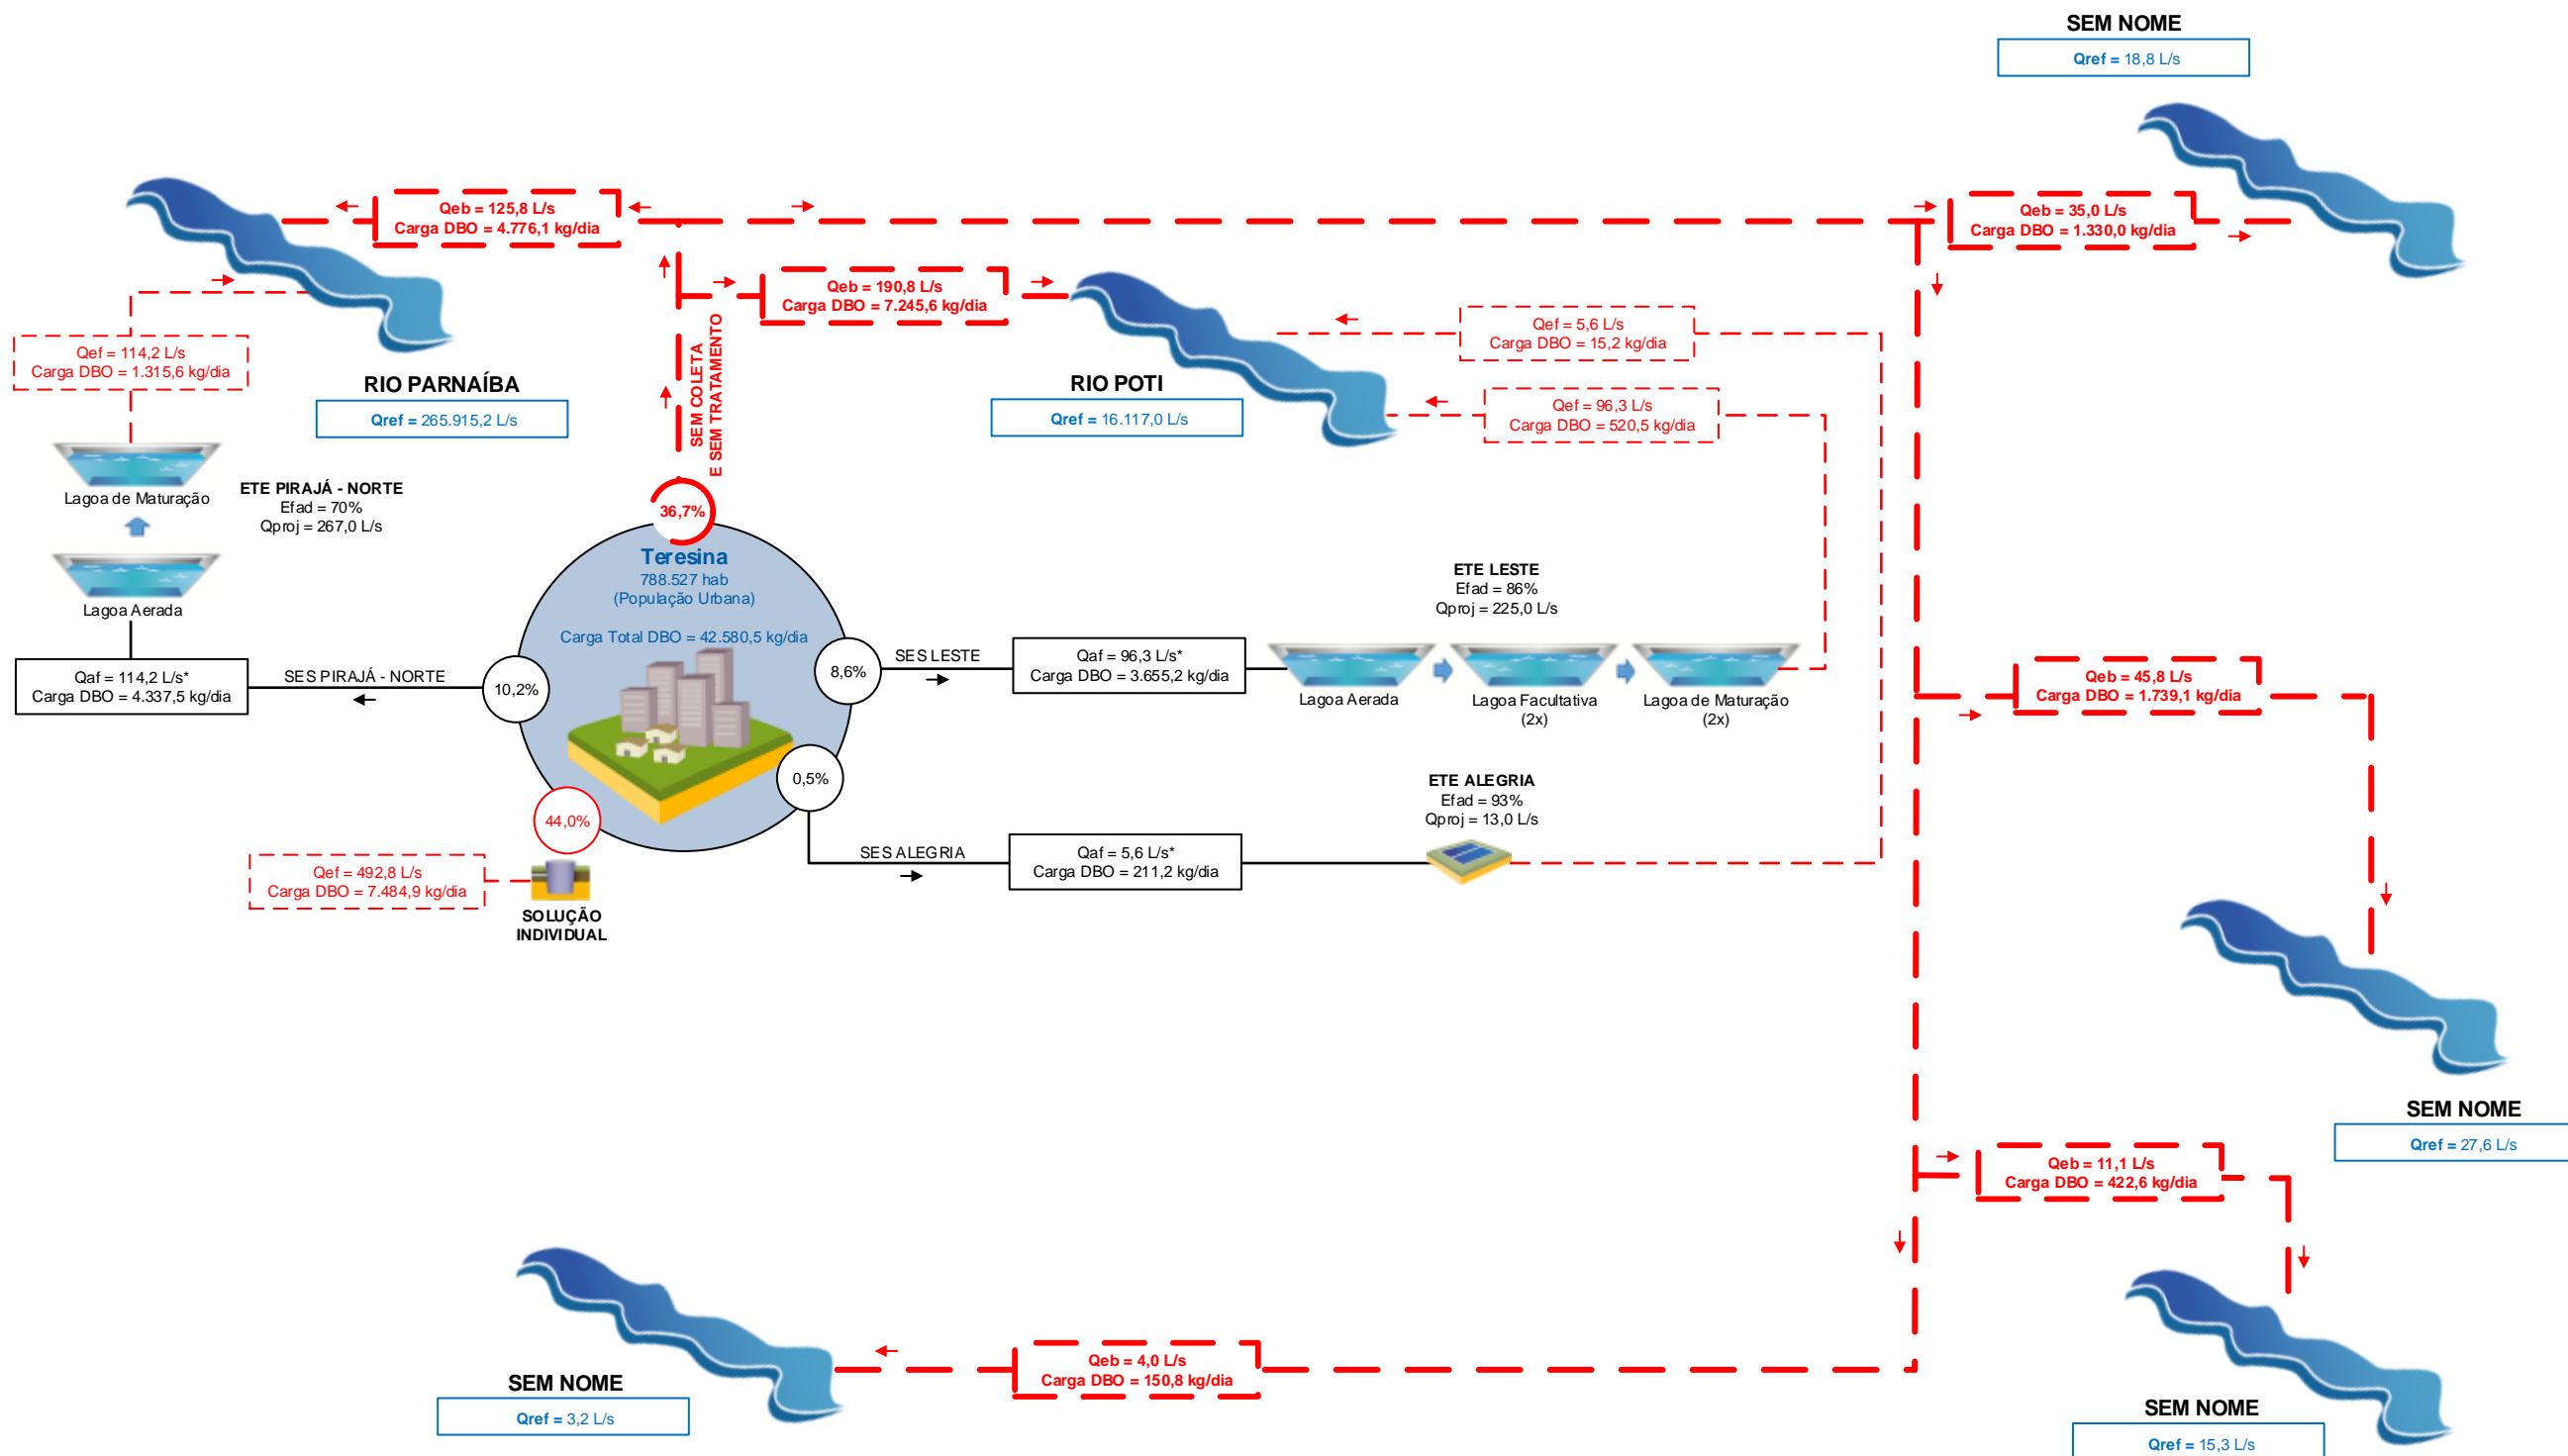 SEM NOME
Qref = 18,8 L/s
Qeb = 125,8 L/s
Carga DBO = 4.776,1 kg/dia
Qeb = 35,0 L/s
Carga DBO = 1.330,0 kg/dia
Qeb = 190,8 L/s
Carga DBO = 7.245,6 kg/dia
Qef = 5,6 L/s
Carga DBO = 15,2 kg/dia
Qef = 114,2 L/s
Carga DBO = 1.315,6 kg/dia
SEM COLETA
E SEM TRATAMENTO
RIO PARNAÍBA
Qref = 265.915,2 L/s
RIO POTI
Qref = 16.117,0 L/s
Qef = 96,3 L/s
Carga DBO = 520,5 kg/dia
Lagoa de Maturação
ETE PIRAJÁ - NORTE
Efad = 70%
Qproj = 267,0 L/s
Lagoa Aerada
36,7%
Teresina
788.527 hab
(População Urbana)
Carga Total DBO = 42.580,5 kg/dia
ETE LESTE
Efad = 86%
Qproj = 225,0 L/s
Qaf = 114,2 L/s*
Carga DBO = 4.337,5 kg/dia
SES PIRAJÁ - NORTE
10,2%
8,6%
SES LESTE
Qaf = 96,3 L/s*
Carga DBO = 3.655,2 kg/dia
Lagoa Aerada
Lagoa Facultativa
(2x)
Lagoa de Maturação
(2x)
Qeb = 45,8 L/s
Carga DBO = 1.739,1 kg/dia
0,5%
ETE ALEGRIA
Efad = 93%
Qproj = 13,0 L/s
44,0%
SES ALEGRIA
Qaf = 5,6 L/s*
Carga DBO = 211,2 kg/dia
Qef = 492,8 L/s
Carga DBO = 7.484,9 kg/dia
SOLUÇÃO
INDIVIDUAL
SEM NOME
Qref = 27,6 L/s
Qeb = 11,1 L/s
Carga DBO = 422,6 kg/dia
SEM NOME
Qref = 3,2 L/s
Qeb = 4,0 L/s
Carga DBO = 150,8 kg/dia
SEM NOME
Qref = 15,3 L/s